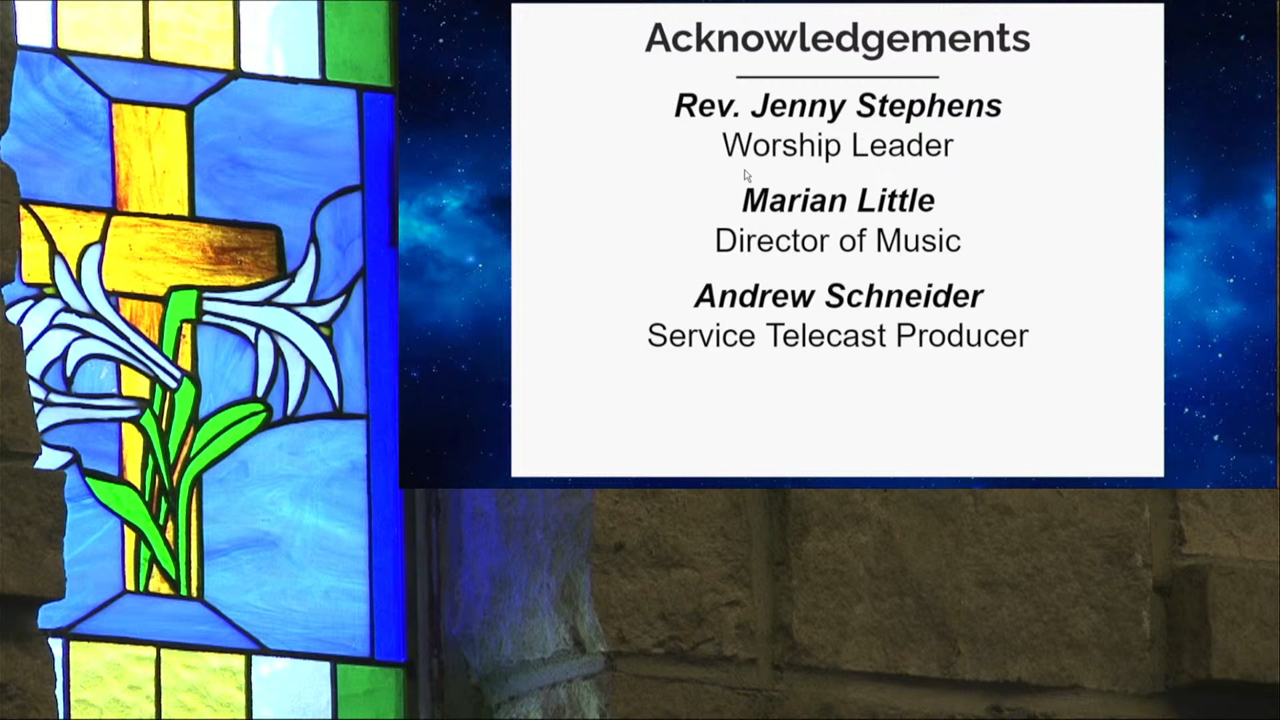 Acknowledgements
Rev. Jenny Stephens
Worship Leader
Marian Little
Director of Music
Andrew Schneider
Service Telecast Producer